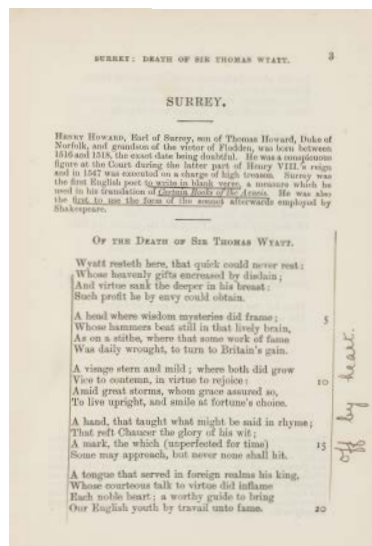 SURREY: DEATH OF SIR THOMAS WYATT. 3
SURREY.
HENRY HOWARD, Earl of Surrey, son of Thomas Howard, Duke of
Norfolk, and grandson of the victor of Flodden, was born between
1516 and 1518, the exact date being doubtful. He was a conspicuous
figure at the Court during the latter part of Henry VIII.'s reign
and in 1547 was executed on a charge of high treason. Surrey was
the first English poet to write in blank verse, a measure which he
used in his translation of Certain Books of the Æneis. He was also
the first to use the form of the sonnet afterwards employed by
Shakespeare.
OF THE DEATH OF SIR THOMAS WYATT.
Wyatt resteth here, that quick could never rest:
Whose heavenly gifts encreased by disdain;
And virtue sank the deeper in his breast:
Such profit he by envy could obtain.
A head where wisdom mysteries did frame; 5
Whose hammers beat still in that lively brain,
As on a stithe, where that some work of fame
Was daily wrought, to turn to Britain's gain.
A visage stern and mild; where both did grow
Vice to contemn, in virtue to rejoice: 10
Amid great storms, whom grace assured so,
To live upright, and smile at fortune's choice.
A hand, that taught what might be said in rhyme;
That reft Chaucer the glory of his wit;
A mark, the which (unperfected for time) 15
Some may approach, but never none shall hit.
A tongue that served in foreign realms his king,
Whose courteous talk to virtue did inflame
Each noble heart; a worthy guide to bring
Our English youth by travail unto fame. 20
off by heart.